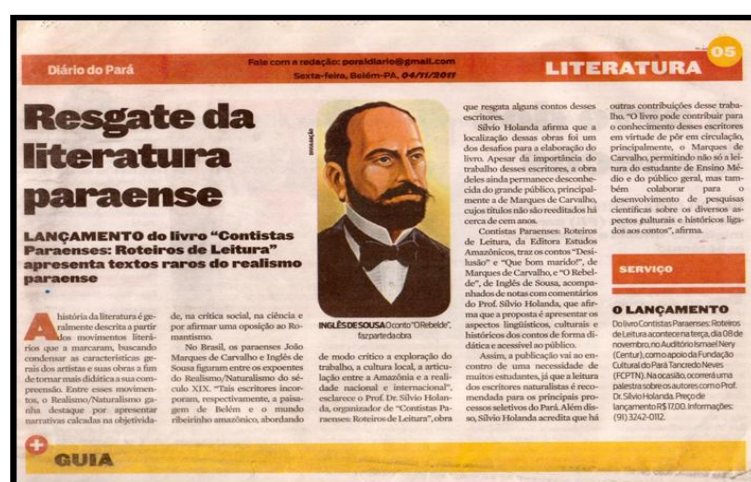 05
Diário do Pará
Fale com a redação: poraidiario@gmail.com
Sexta-feira, Belém-PA, 04/11/2011
LITERATURA
Resgate da
literatura
paraense
LANÇAMENTO do livro “Contistas
Paraenses: Roteiros de Leitura”
apresenta textos raros do realismo
paraense
A história da literatura é ge-
ralmente descrita a partir
dos movimentos literá-
rios que a marcaram, buscando
condensar as características ge-
rais dos artistas e suas obras a fim
de tornar mais didática a sua com-
preensão. Entre esses movimen-
tos, o Realismo/Naturalismo ga-
nha destaque por apresentar
narrativas calcadas na objetivida-
de, na crítica social, na ciência e
por afirmar uma oposição ao Ro-
mantismo.
No Brasil, os paraenses João
Marques de Carvalho e Inglês de
Sousa figuram entre os expoentes
do Realismo/Naturalismo do sé-
culo XIX. “Tais escritores incor-
poram, respectivamente, a paisa-
gem de Belém e o mundo
ribeirinho amazônico, abordando
DIVULGAÇÃO
INGLÊS DE SOUSA O conto “O Rebelde”,
faz parte da obra
de modo crítico a exploração do
trabalho, a cultura local, a articu-
lação entre a Amazônia e a reali-
dade nacional e internacional”,
esclarece o Prof. Dr. Sílvio Holan-
da, organizador de “Contistas Pa-
raenses: Roteiros de Leitura”, obra
que resgata alguns contos desses
escritores.
Sílvio Holanda afirma que a
localização dessas obras foi um
dos desafios para a elaboração do
livro. Apesar da importância do
trabalho desses escritores, a obra
deles ainda permanece desconhe-
cida do grande público, principal-
mente a de Marques de Carvalho,
cujos títulos não são reeditados há
cerca de cem anos.
Contistas Paraenses: Roteiros
de Leitura, da Editora Estudos
Amazônicos, traz os contos “Desi-
lusão” e “Que bom marido!”, de
Marques de Carvalho, e “O Rebel-
de”, de Inglês de Sousa, acompa-
nhados de notas com comentários
do Prof. Sílvio Holanda, que afir-
ma que a proposta é apresentar os
aspectos lingüísticos, culturais e
históricos dos contos de forma di-
dática e acessível ao público.
Assim, a publicação vai ao en-
contro de uma necessidade de
muitos estudantes, já que a leitura
dos escritores naturalistas é reco-
mendada para os principais pro-
cessos seletivos do Pará. Além dis-
so, Sílvio Holanda acredita que há
outras contribuições desse traba-
lho. “O livro pode contribuir para
o conhecimento desses escritores
em virtude de pôr em circulação,
principalmente, o Marques de
Carvalho, permitindo não só a lei-
tura do estudante de Ensino Mé-
dio e do público geral, mas tam-
bém colaborar para o
desenvolvimento de pesquisas
científicas sobre os diversos as-
pectos culturais e históricos liga-
dos aos contos”, afirma.
SERVIÇO
O LANÇAMENTO
Do livro Contistas Paraenses: Roteiros
de Leitura acontece na terça, dia 08 de
novembro, no Auditório Ismael Nery
(Centur), com o apoio da Fundação
Cultural do Pará Tancredo Neves
(FCPTN). Na ocasião, ocorrerá uma
palestra sobre os autores com o Prof.
Dr. Sílvio Holanda. Preço de
lançamento R$ 17,00. Informações:
(91) 3242-0112.
GUIA